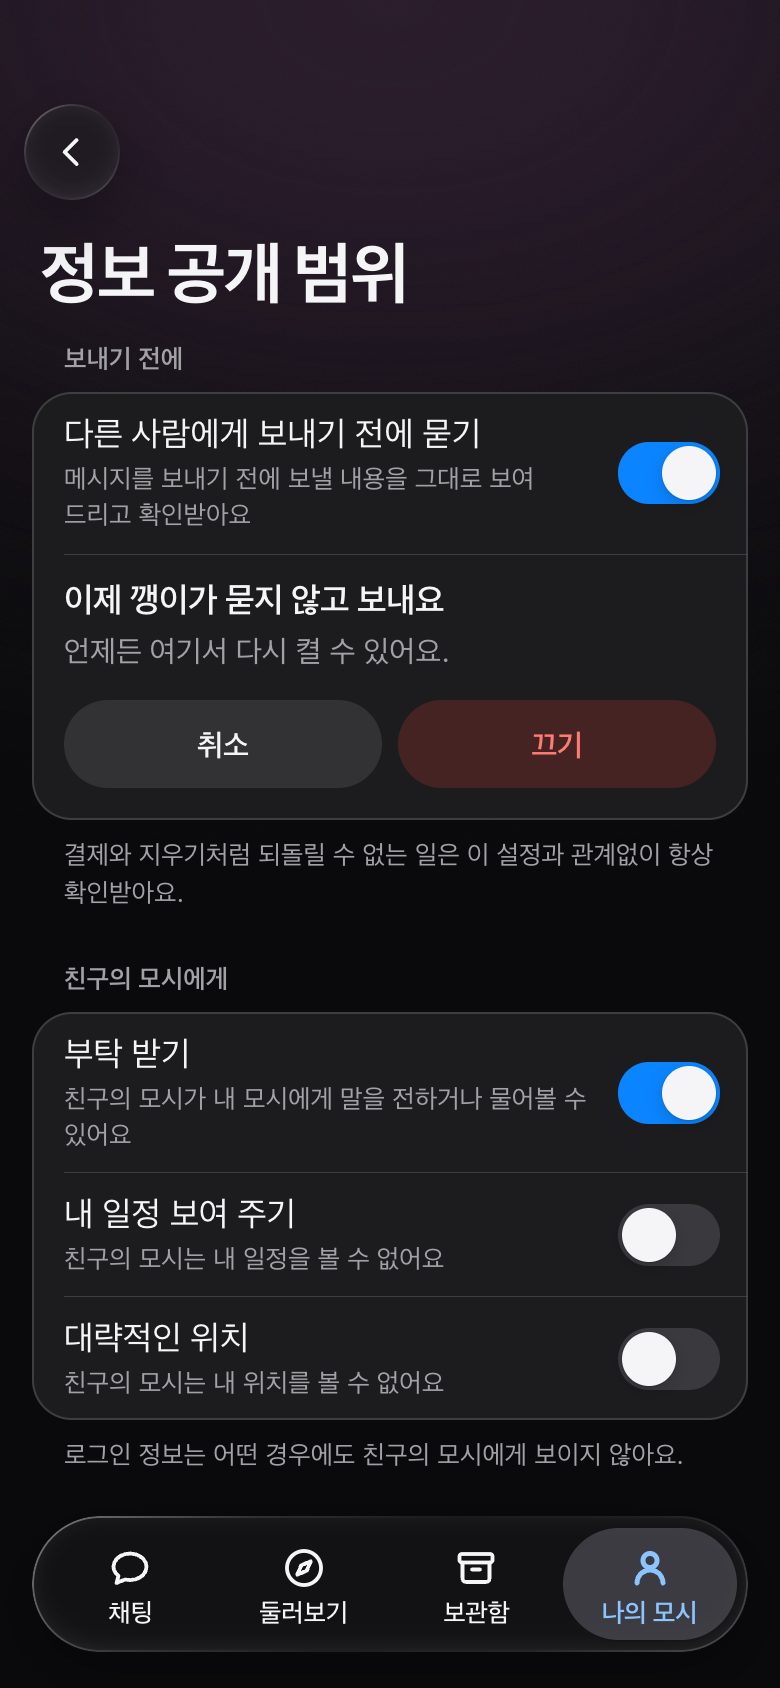 정보 공개 범위
보내기 전에
다른 사람에게 보내기 전에 묻기
메시지를 보내기 전에 보낼 내용을 그대로 보여
드리고 확인받아요
이제 깽이가 묻지 않고 보내요
언제든 여기서 다시 켤 수 있어요.
취소
끄기
결제와 지우기처럼 되돌릴 수 없는 일은 이 설정과 관계없이 항상
확인받아요.
친구의 모시에게
부탁 받기
친구의 모시가 내 모시에게 말을 전하거나 물어볼 수
있어요
내 일정 보여 주기
친구의 모시는 내 일정을 볼 수 없어요
대략적인 위치
친구의 모시는 내 위치를 볼 수 없어요
로그인 정보는 어떤 경우에도 친구의 모시에게 보이지 않아요.
채팅
둘러보기
보관함
나의 모시